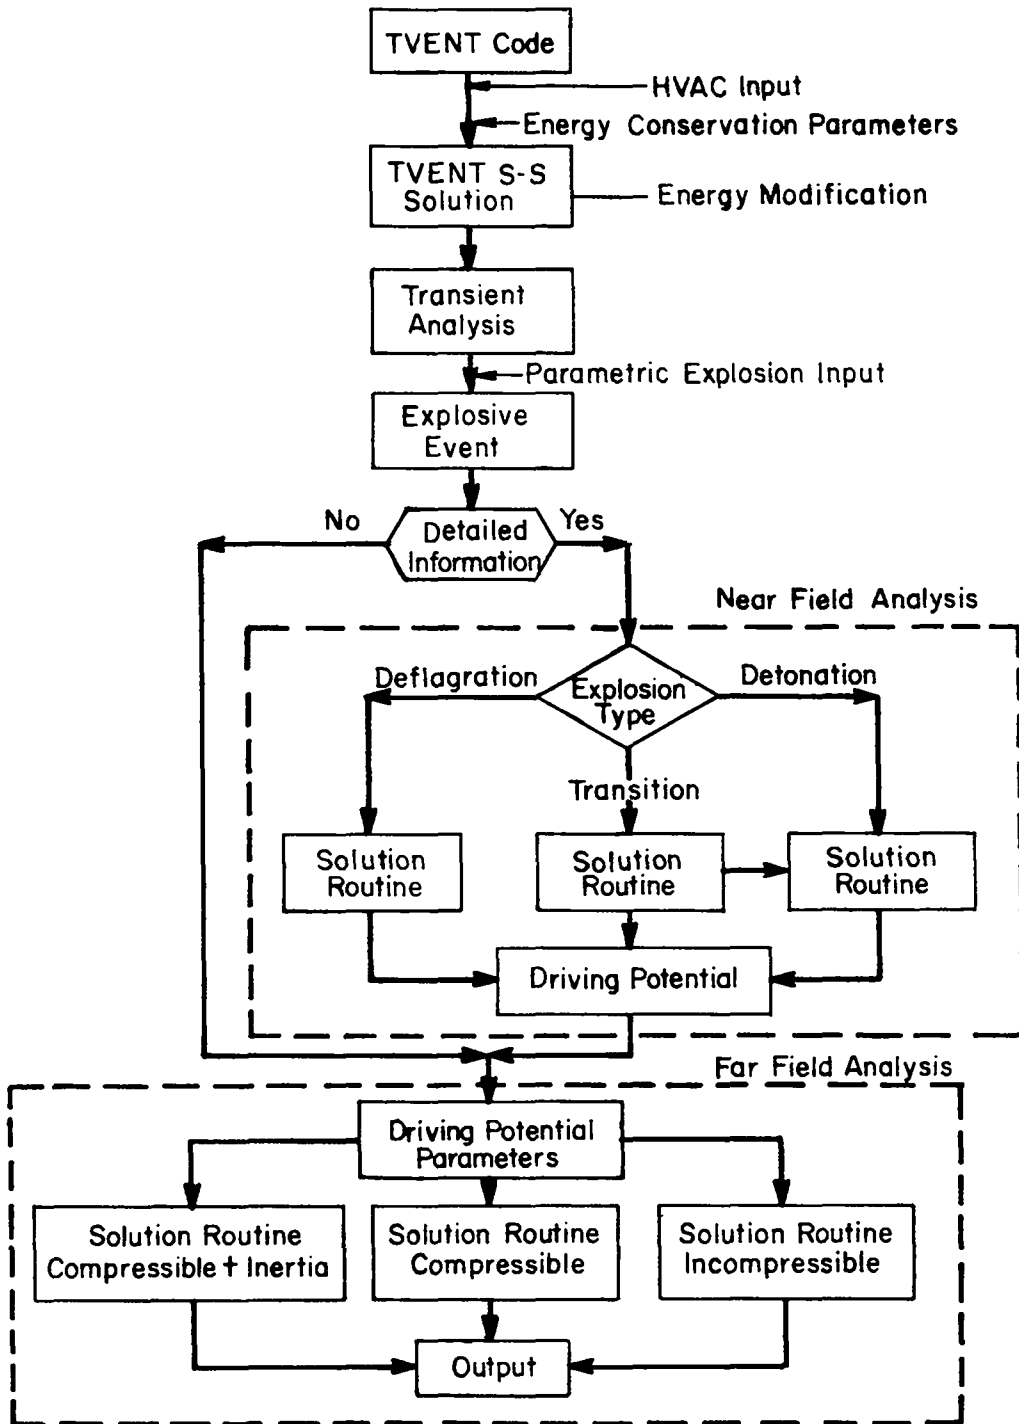 TVENT Code
HVAC Input
Energy Conservation Parameters
TVENT S-S
Solution
Energy Modification
Transient
Analysis
Parametric Explosion Input
Explosive
Event
No
Detailed
Information
Yes
Near Field Analysis
Deflagration
Explosion
Type
Detonation
Transition
Solution
Routine
Solution
Routine
Solution
Routine
Driving Potential
Far Field Analysis
Driving Potential
Parameters
Solution Routine
Compressible + Inertia
Solution Routine
Compressible
Solution Routine
Incompressible
Output